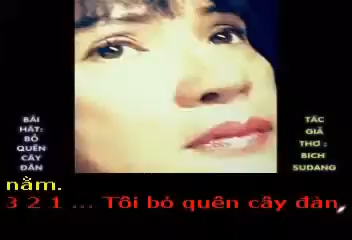 BÀI
HÁT:
BỎ
QUÊN
CÂY
ĐÀN
TÁC
GIẢ
THƠ :
BICH
SUDANG
nằm.
3 2 1 ... Tôi bỏ quên cây đàn,